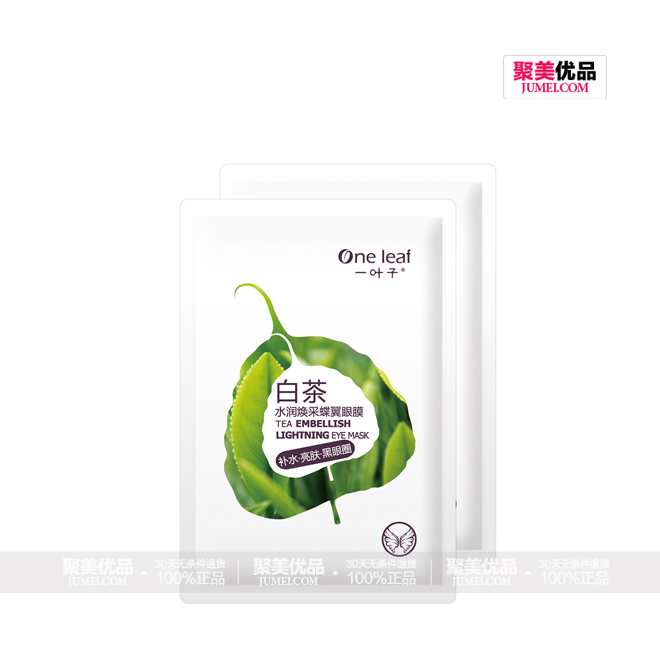 聚美优品
JUMEI.COM
One leaf
一叶子®
白茶
水润焕采蝶翼眼膜
TEA EMBELLISH
LIGHTNING EYE MASK
补水·亮肤·黑眼圈
聚美优品 JUMEI.COM · 30天无条件退货 100%正品 | 聚美优品 JUMEI.COM · 30天无条件退货 100%正品 | 聚美优品 JUMEI.COM · 30天无条件退货 100%正品